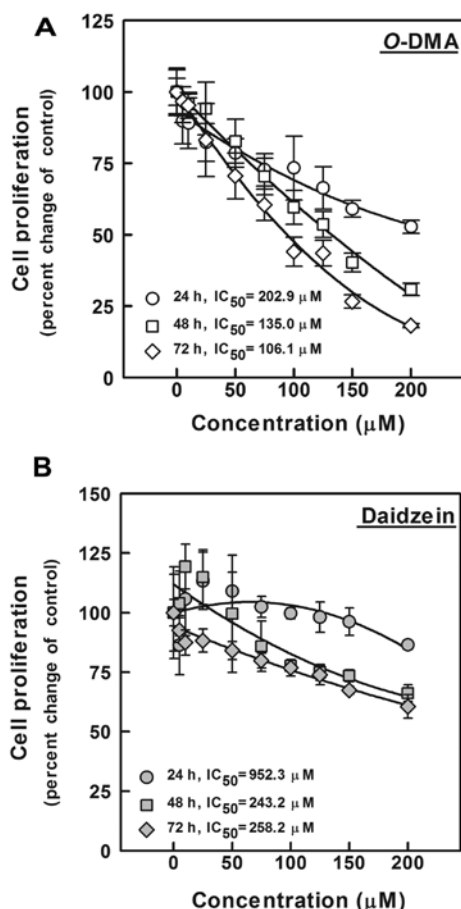 A
O-DMA
125
100
75
50
25
0
Cell proliferation
(percent change of control)
24 h, IC50= 202.9 μM
48 h, IC50= 135.0 μM
72 h, IC50= 106.1 μM
0 50 100 150 200
Concentration (μM)
B
Daidzein
150
125
100
75
50
25
0
Cell proliferation
(percent change of control)
24 h, IC50=952.3 μM
48 h, IC50=243.2 μM
72 h, IC50=258.2 μM
0 50 100 150 200
Concentration (μM)